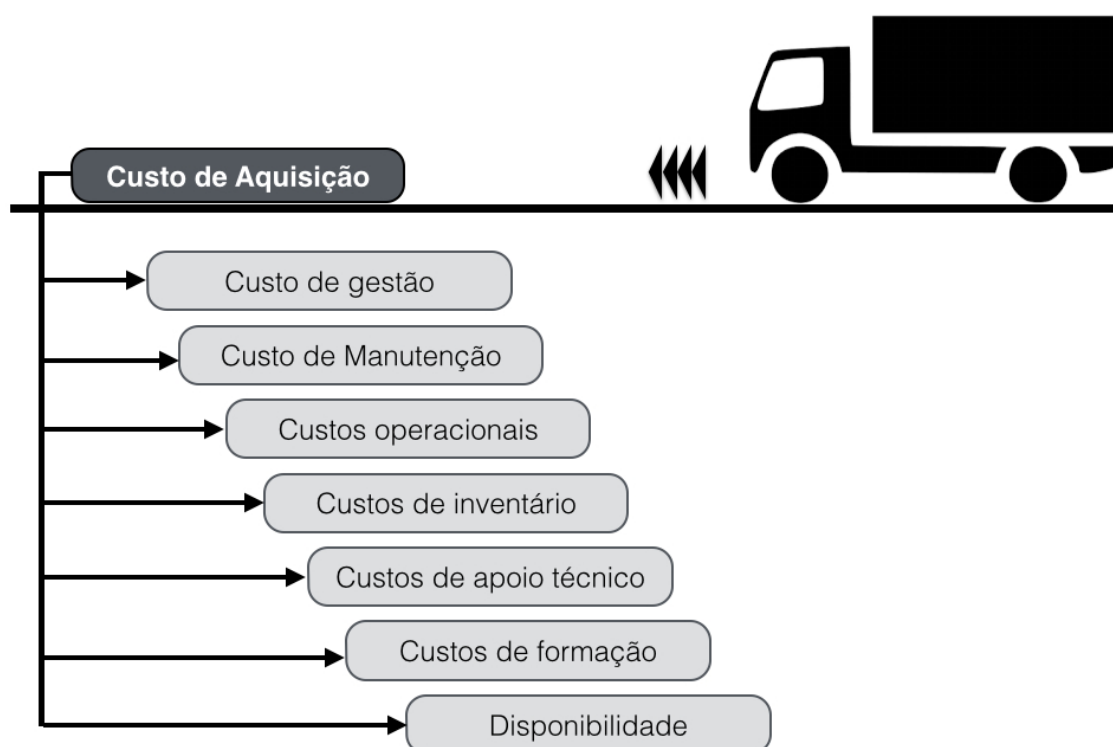 Custo de Aquisição
Custo de gestão
Custo de Manutenção
Custos operacionais
Custos de inventário
Custos de apoio técnico
Custos de formação
Disponibilidade